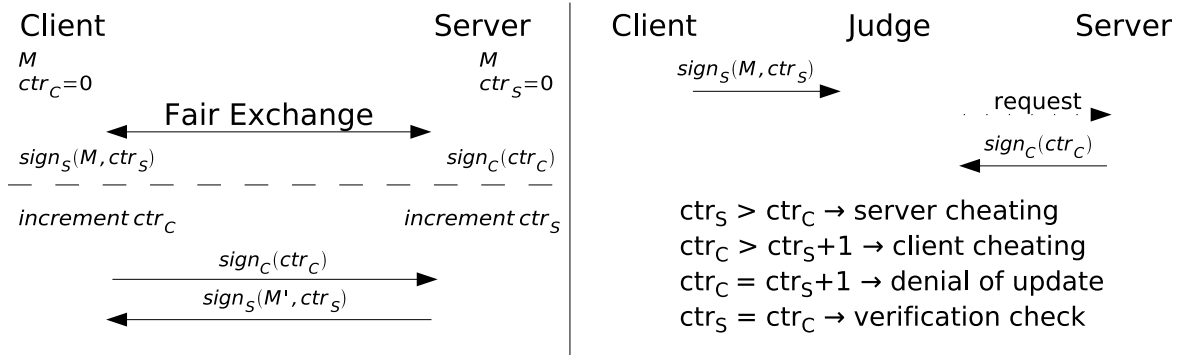 Client Server
M M
ctr_C=0 ctr_S=0
Fair Exchange
sign_S(M,ctr_S) sign_C(ctr_C)
increment ctr_C increment ctr_S
sign_C(ctr_C)
sign_S(M',ctr_S)
Client Judge Server
sign_S(M,ctr_S)
request
sign_C(ctr_C)
ctr_S > ctr_C → server cheating
ctr_C > ctr_S+1 → client cheating
ctr_C = ctr_S+1 → denial of update
ctr_S = ctr_C → verification check